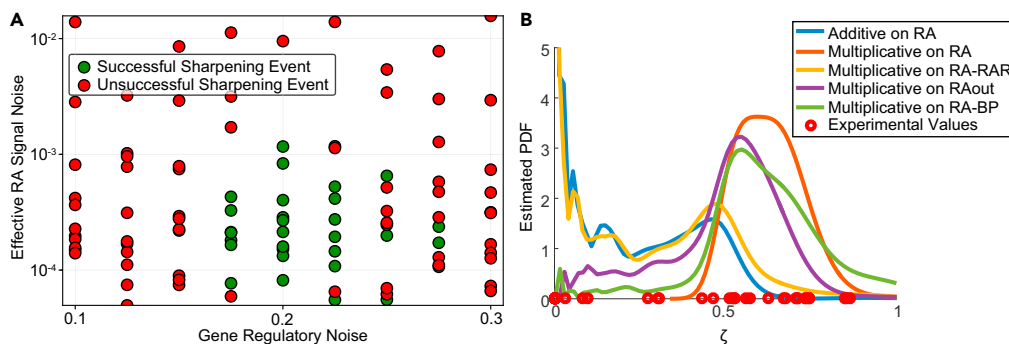 A
Effective RA Signal Noise
10^-2
10^-3
10^-4
Successful Sharpening Event
Unsuccessful Sharpening Event
0.1
0.2
0.3
Gene Regulatory Noise
B
Estimated PDF
5
4
3
2
1
0
Additive on RA
Multiplicative on RA
Multiplicative on RA-RAR
Multiplicative on RAout
Multiplicative on RA-BP
Experimental Values
0
0.5
1
ζ